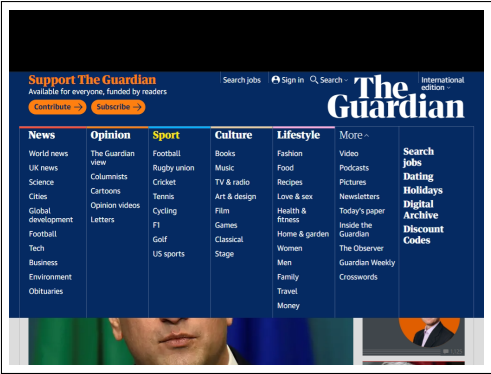 Support The Guardian
Available for everyone, funded by readers
Contribute →
Subscribe →
Search jobs
Sign in
Search
International edition
The Guardian
News
World news
UK news
Science
Cities
Global development
Football
Tech
Business
Environment
Obituaries
Opinion
The Guardian view
Columnists
Cartoons
Opinion videos
Letters
Sport
Football
Rugby union
Cricket
Tennis
Cycling
F1
Golf
US sports
Culture
Books
Music
TV & radio
Art & design
Film
Games
Classical
Stage
Lifestyle
Fashion
Food
Recipes
Love & sex
Health & fitness
Home & garden
Women
Men
Family
Travel
Money
More
Video
Podcasts
Pictures
Newsletters
Today's paper
Inside the Guardian
The Observer
Guardian Weekly
Crosswords
Search jobs
Dating
Holidays
Digital Archive
Discount Codes